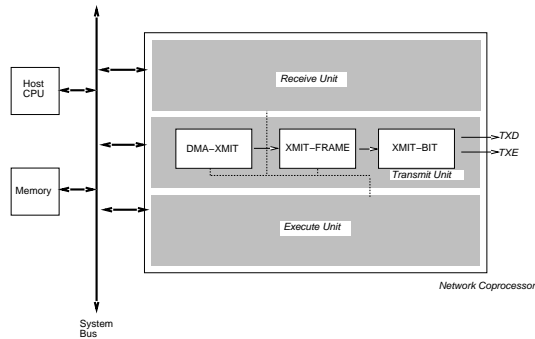 Receive Unit
Host
CPU
DMA–XMIT
XMIT–FRAME
XMIT–BIT
TXD
TXE
Transmit Unit
Memory
Execute Unit
Network Coprocessor
System
Bus